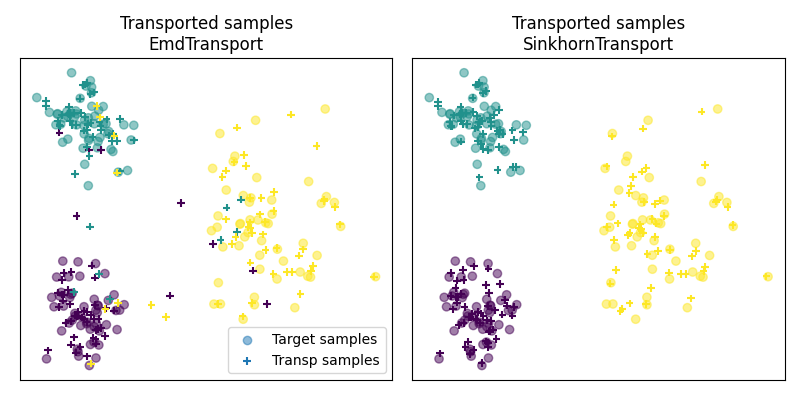 Transported samples
EmdTransport
Transported samples
SinkhornTransport
Target samples
Transp samples